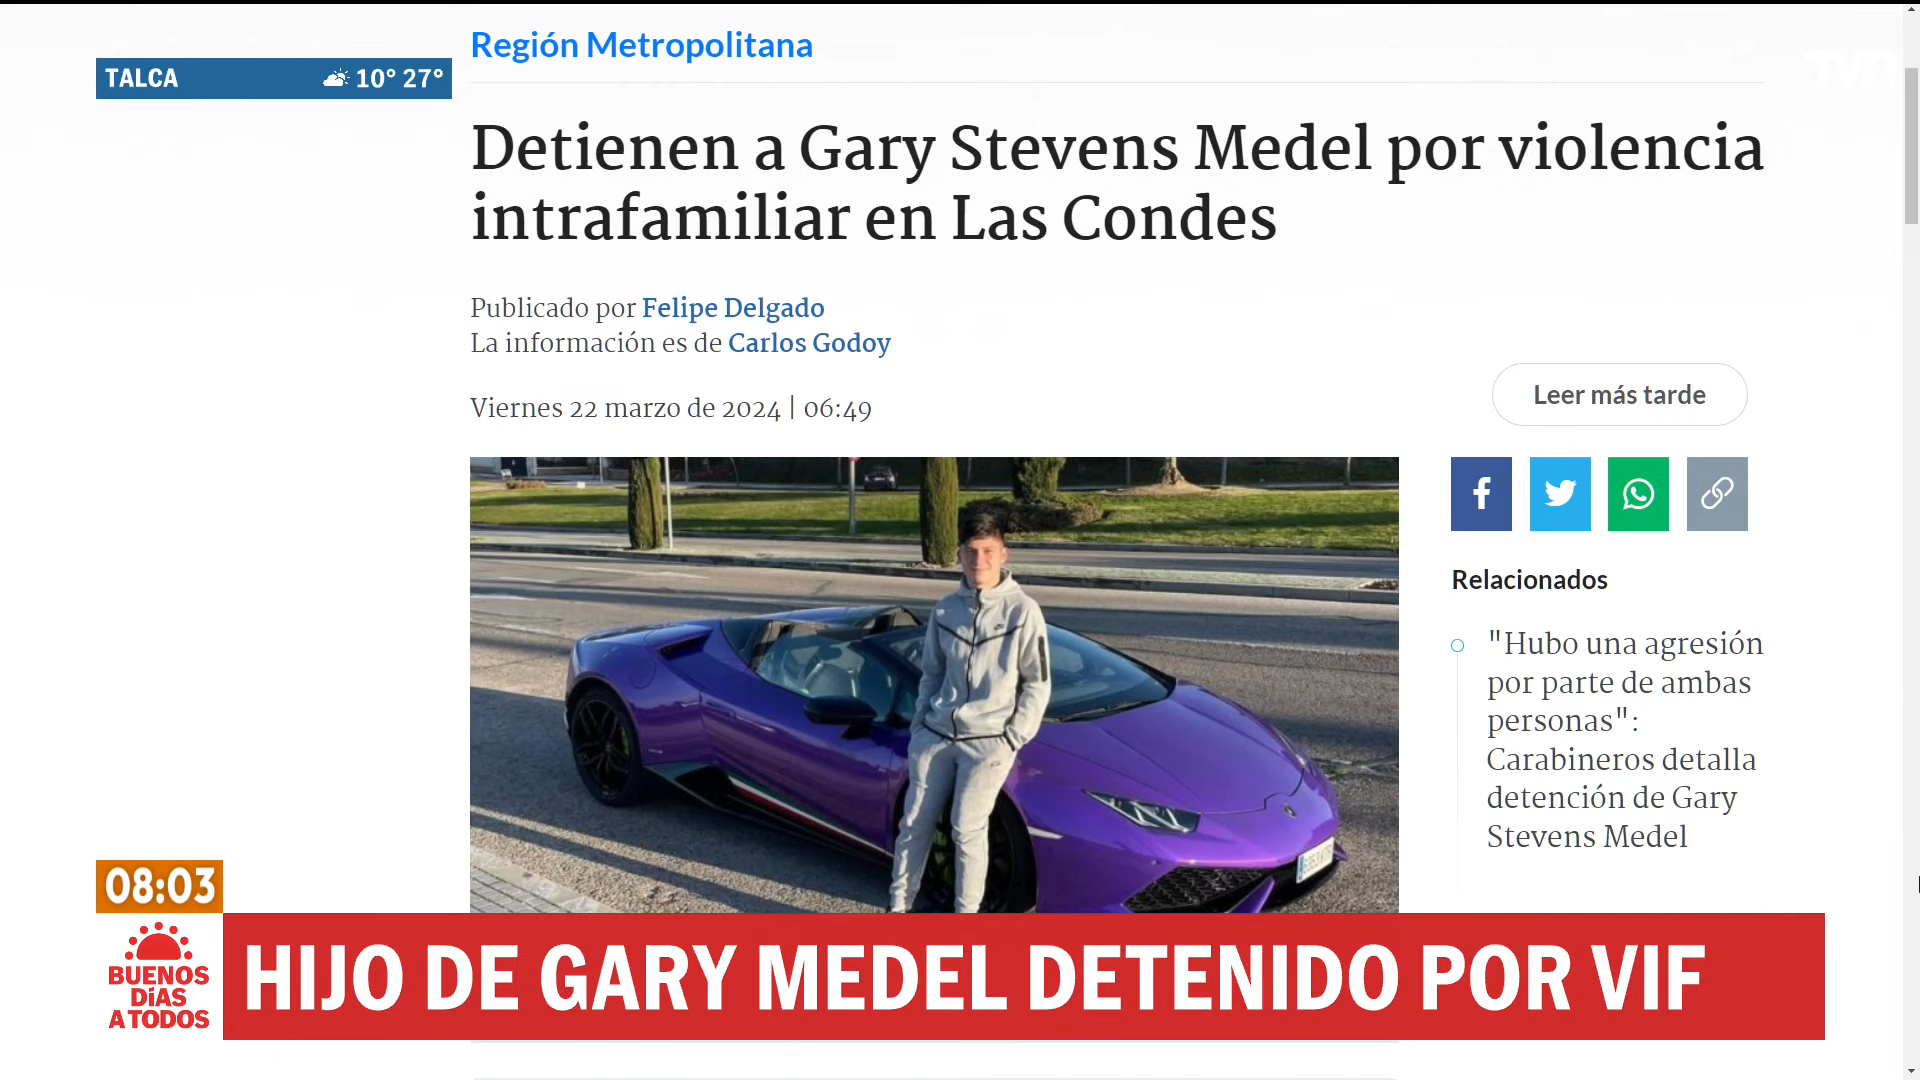 Región Metropolitana
TALCA 10° 27°
tvn
Detienen a Gary Stevens Medel por violencia
intrafamiliar en Las Condes
Publicado por Felipe Delgado
La información es de Carlos Godoy
Viernes 22 marzo de 2024 | 06:49
Leer más tarde
Relacionados
"Hubo una agresión
por parte de ambas
personas":
Carabineros detalla
detención de Gary
Stevens Medel
08:03
BUENOS
DíAS
A TODOS
HIJO DE GARY MEDEL DETENIDO POR VIF